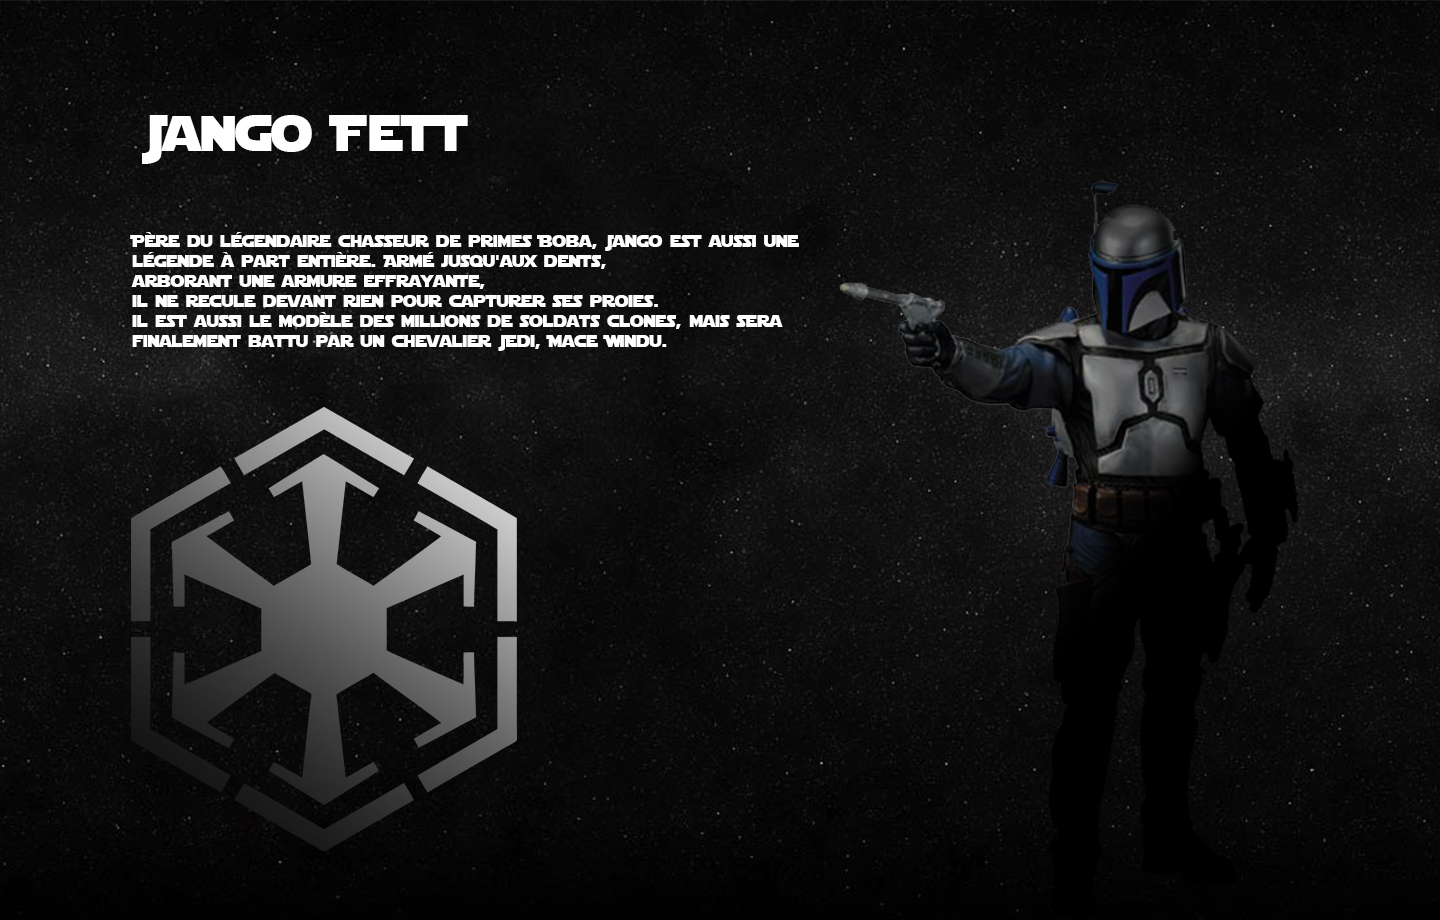 Jango Fett
Père du légendaire chasseur de primes Boba, Jango est aussi une
légende à part entière. Armé jusqu'aux dents,
arborant une armure effrayante,
il ne recule devant rien pour capturer ses proies.
il est aussi le modèle des millions de soldats clones, mais sera
finalement battu par un chevalier Jedi, Mace Windu.